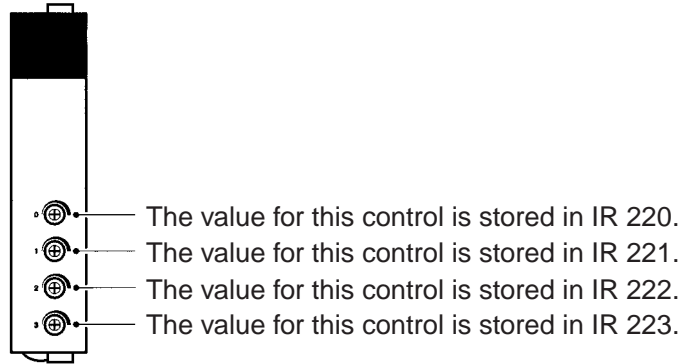 0 The value for this control is stored in IR 220.
1 The value for this control is stored in IR 221.
2 The value for this control is stored in IR 222.
3 The value for this control is stored in IR 223.